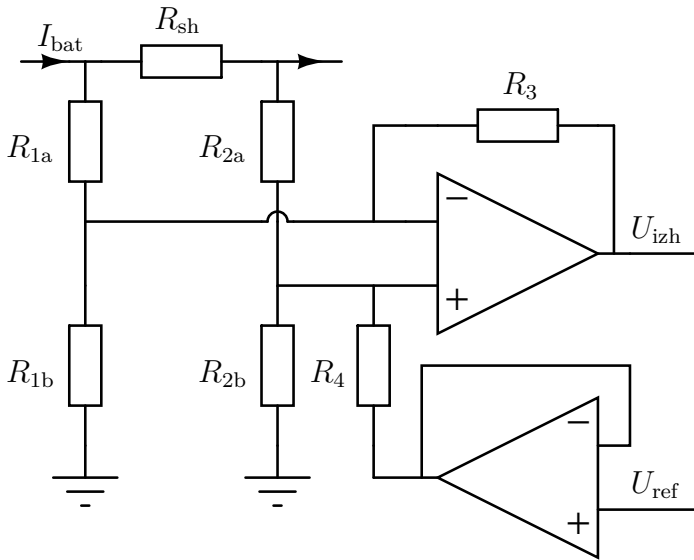 R_sh
I_bat
R_3
R_1a
R_2a
−
U_izh
+
R_1b
R_2b
R_4
−
U_ref
+